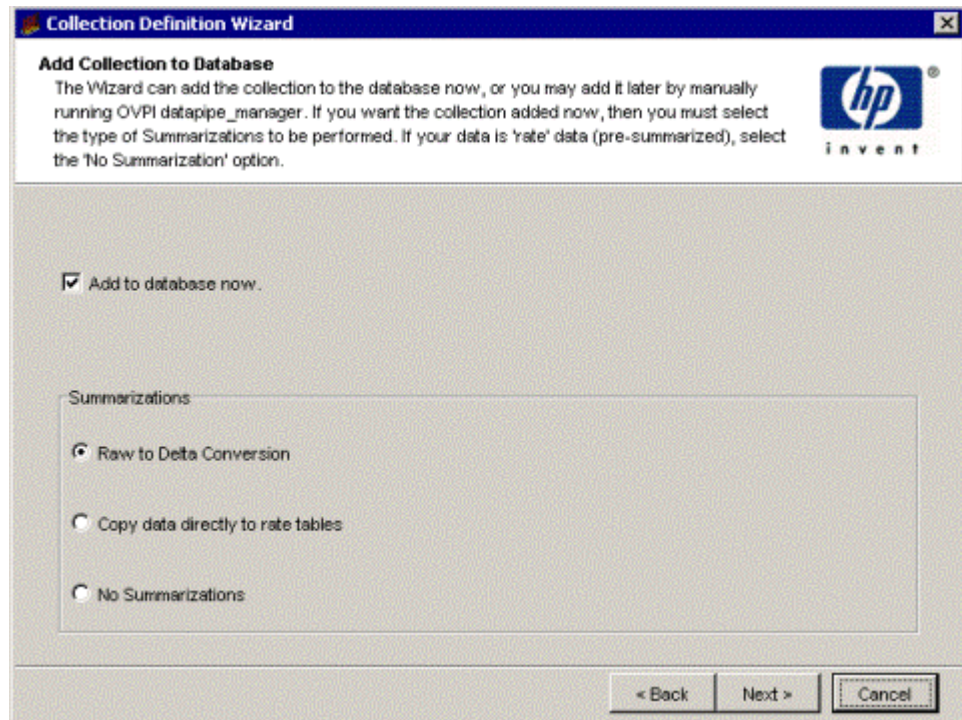 Collection Definition Wizard
Add Collection to Database
The Wizard can add the collection to the database now, or you may add it later by manually
running OVPI datapipe_manager. If you want the collection added now, then you must select
the type of Summarizations to be performed. If your data is 'rate' data (pre-summarized), select
the 'No Summarization' option.
hp
®
invent
Add to database now.
Summarizations
Raw to Delta Conversion
Copy data directly to rate tables
No Summarizations
< Back
Next >
Cancel